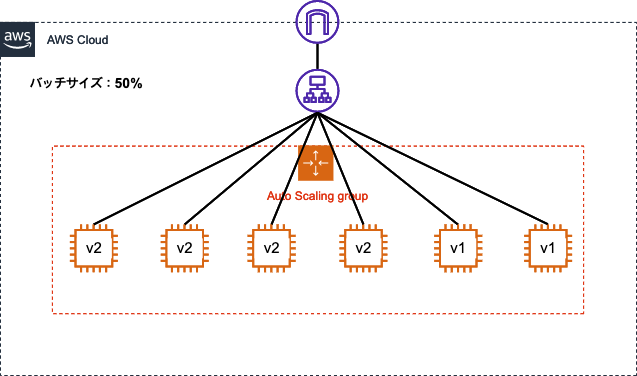 aws
AWS Cloud
バッチサイズ：50%
Auto Scaling group
v2 v2 v2 v2 v1 v1